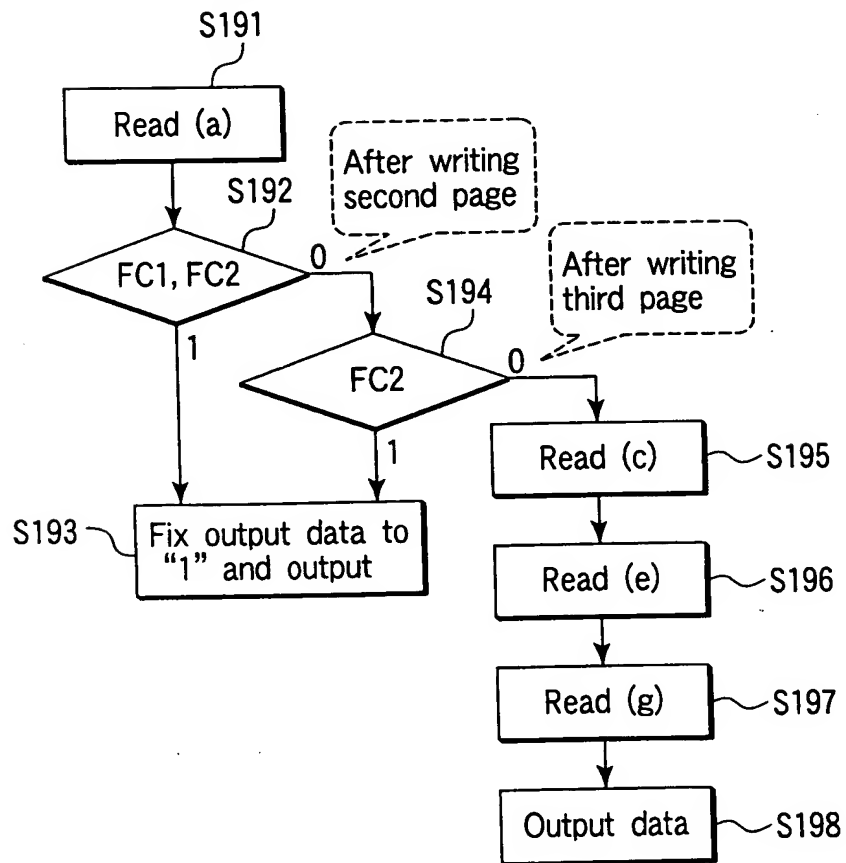 S191
Read (a)
After writing
second page
S192
FC1, FC2
0
After writing
third page
S194
1
FC2
0
1
Read (c)
S195
S193
Fix output data to
“1” and output
Read (e)
S196
Read (g)
S197
Output data
S198